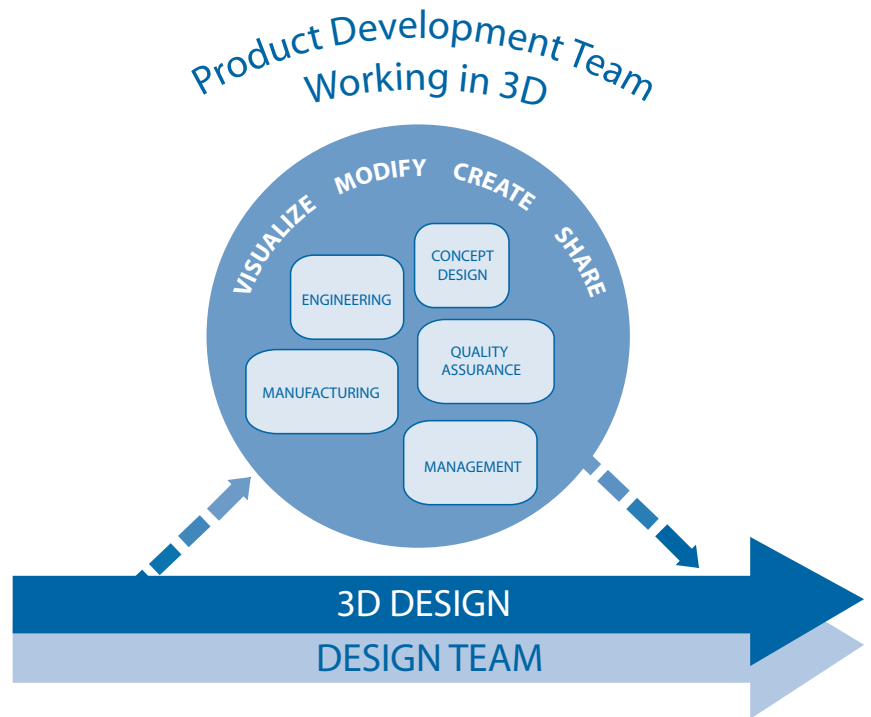 Product Development Team
Working in 3D
VISUALIZE MODIFY CREATE SHARE
CONCEPT
DESIGN
ENGINEERING
QUALITY
ASSURANCE
MANUFACTURING
MANAGEMENT
3D DESIGN
DESIGN TEAM